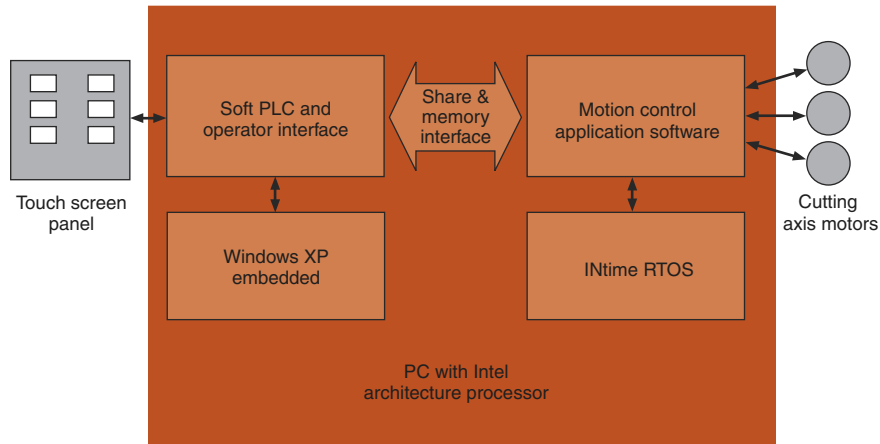 Touch screen
panel
Soft PLC and
operator interface
Share &
memory
interface
Motion control
application software
Cutting
axis motors
Windows XP
embedded
INtime RTOS
PC with Intel
architecture processor